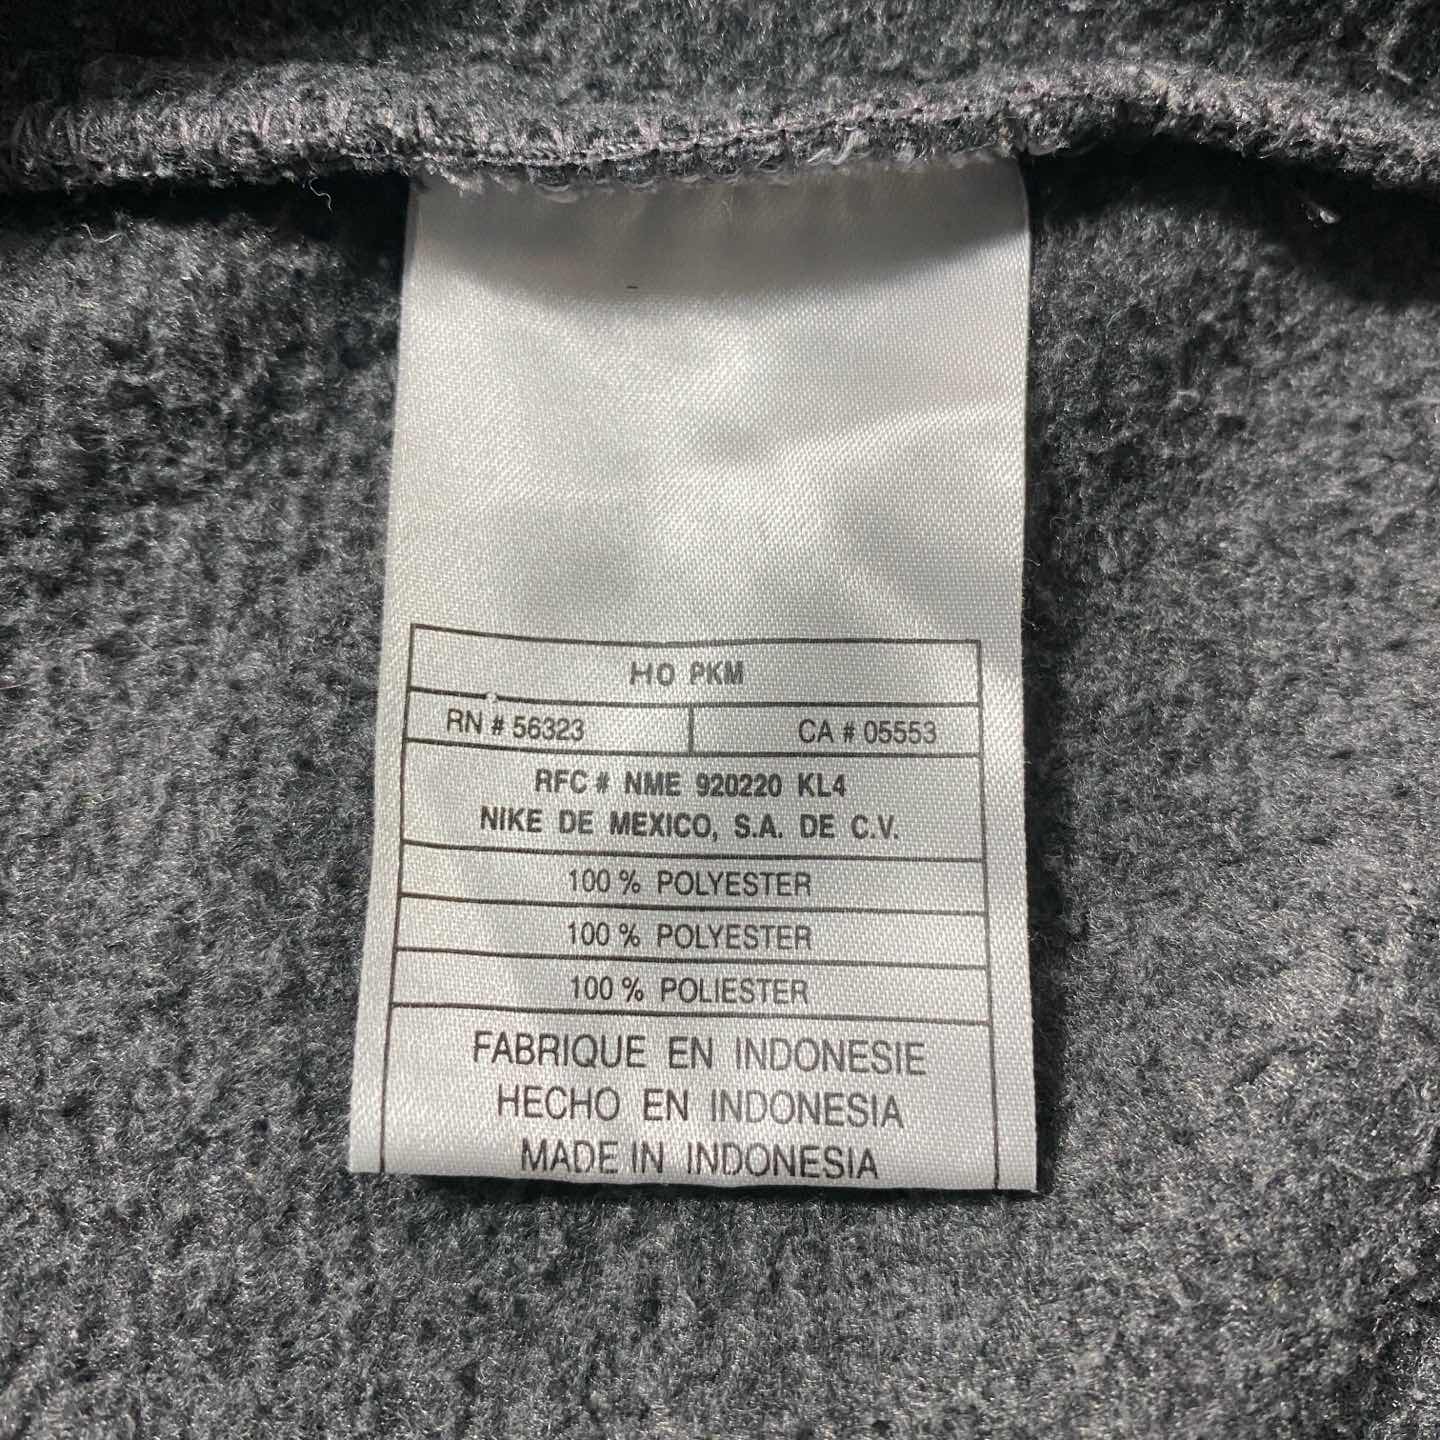 HO PKM
RN # 56323
CA # 05553
RFC # NME 920220 KL4
NIKE DE MEXICO, S.A. DE C.V.
100 % POLYESTER
100 % POLYESTER
100 % POLIESTER
FABRIQUE EN INDONESIE
HECHO EN INDONESIA
MADE IN INDONESIA